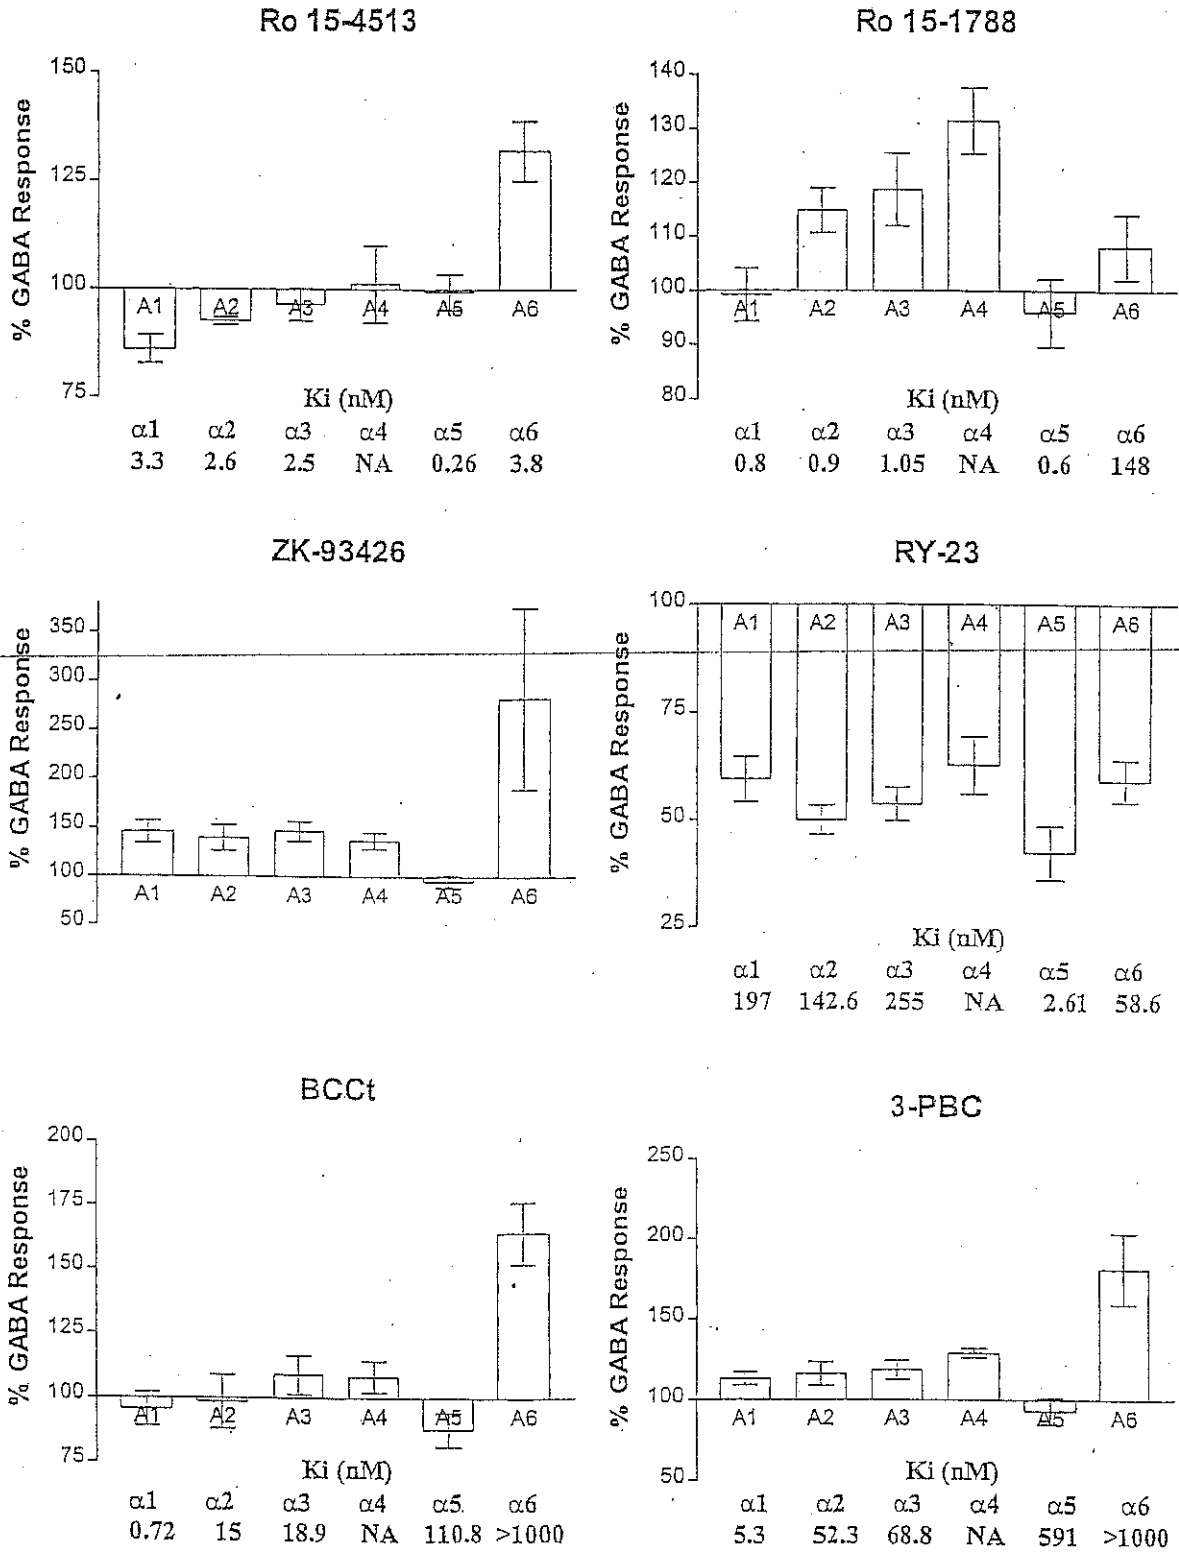 Ro 15-4513
% GABA Response
150
125
100
75
A1 A2 A3 A4 A5 A6
Ki (nM)
α1 α2 α3 α4 α5 α6
3.3 2.6 2.5 NA 0.26 3.8
Ro 15-1788
% GABA Response
140
130
120
110
100
90
80
A1 A2 A3 A4 A5 A6
Ki (nM)
α1 α2 α3 α4 α5 α6
0.8 0.9 1.05 NA 0.6 148
ZK-93426
% GABA Response
350
300
250
200
150
100
50
A1 A2 A3 A4 A5 A6
RY-23
% GABA Response
100
75
50
25
A1 A2 A3 A4 A5 A6
Ki (nM)
α1 α2 α3 α4 α5 α6
197 142.6 255 NA 2.61 58.6
BCCt
% GABA Response
200
175
150
125
100
75
A1 A2 A3 A4 A5 A6
Ki (nM)
α1 α2 α3 α4 α5 α6
0.72 15 18.9 NA 110.8 >1000
3-PBC
% GABA Response
250
200
150
100
50
A1 A2 A3 A4 A5 A6
Ki (nM)
α1 α2 α3 α4 α5 α6
5.3 52.3 68.8 NA 591 >1000